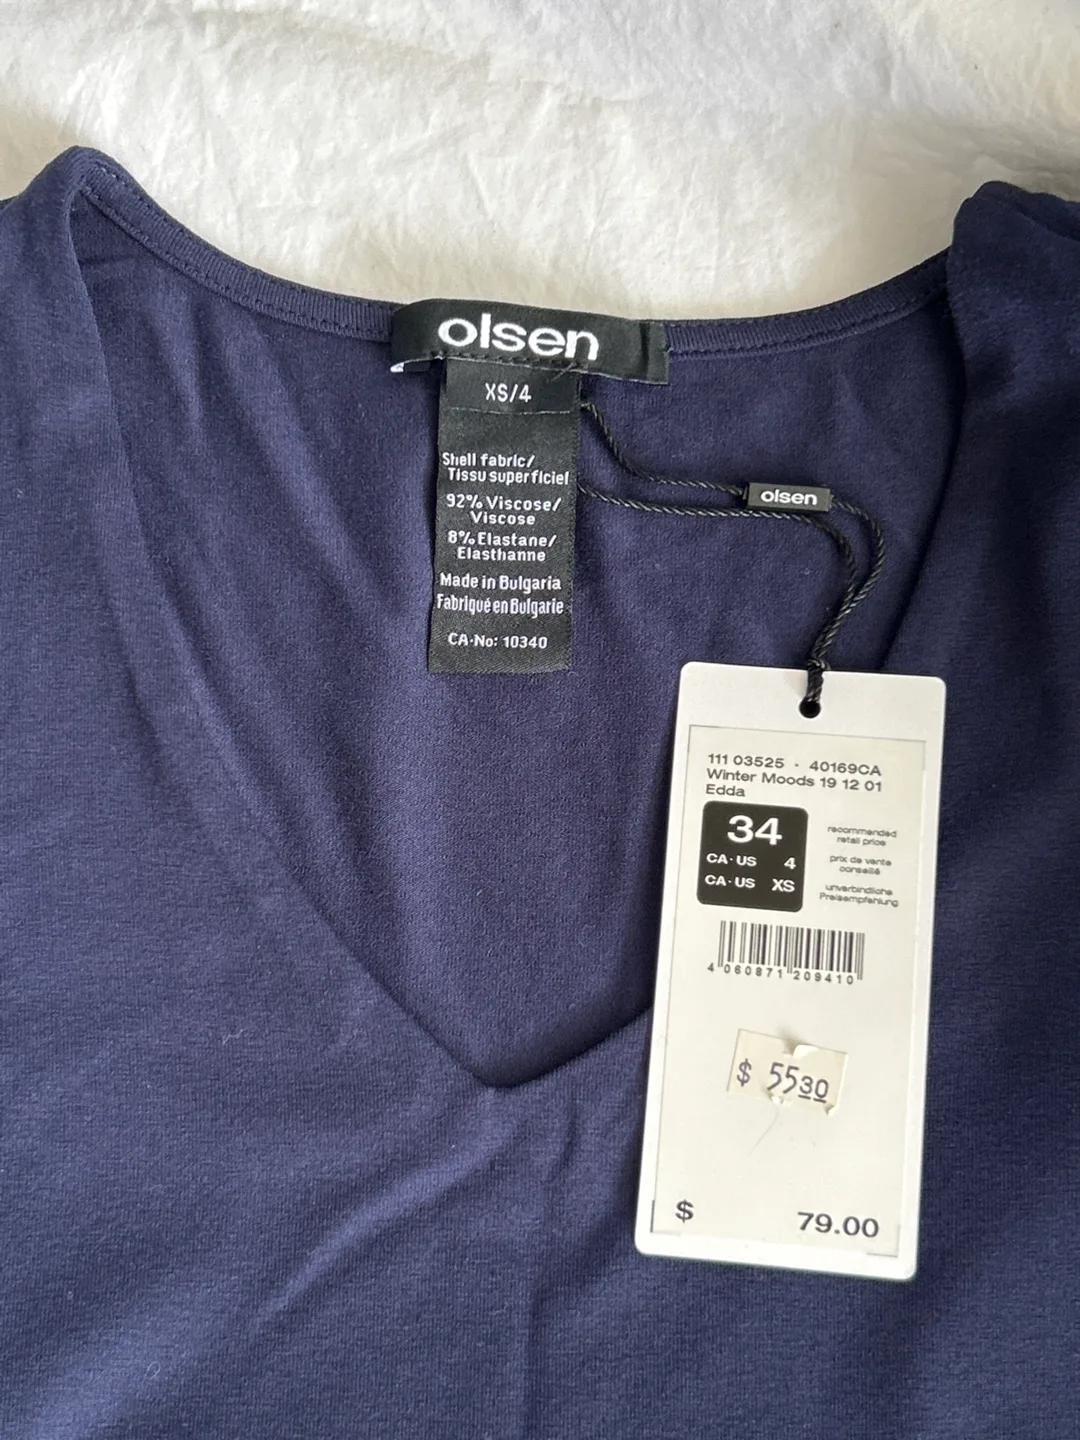 olsen
XS/4
Shell fabric/
Tissu superficiel
92% Viscose/
Viscose
8% Elastane/
Elasthanne
Made in Bulgaria
Fabriqué en Bulgarie
CA-No: 10340
olsen
111 03525 · 40169CA
Winter Moods 19 12 01
Edda
34
CA·US 4
CA·US XS
recommended
retail price
prix de vente
conseillé
unverbindliche
Preisempfehlung
4 060871 209410
$ 55.30
$ 79.00